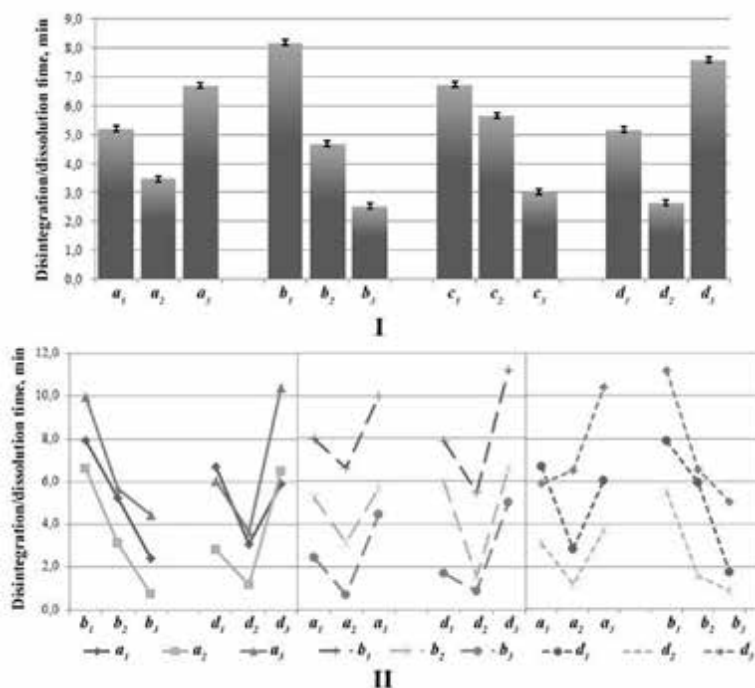 Disintegration/dissolution time, min
9,0
8,0
7,0
6,0
5,0
4,0
3,0
2,0
1,0
0,0
a1 a2 a3 b1 b2 b3 c1 c2 c3 d1 d2 d3
I
Disintegration/dissolution time, min
12,0
10,0
8,0
6,0
4,0
2,0
0,0
b1 b2 b3 d1 d2 d3 a1 a2 a3 d1 d2 d3 a1 a2 a3 b1 b2 b3
a1 a2 a3 b1 b2 b3 d1 d2 d3
II